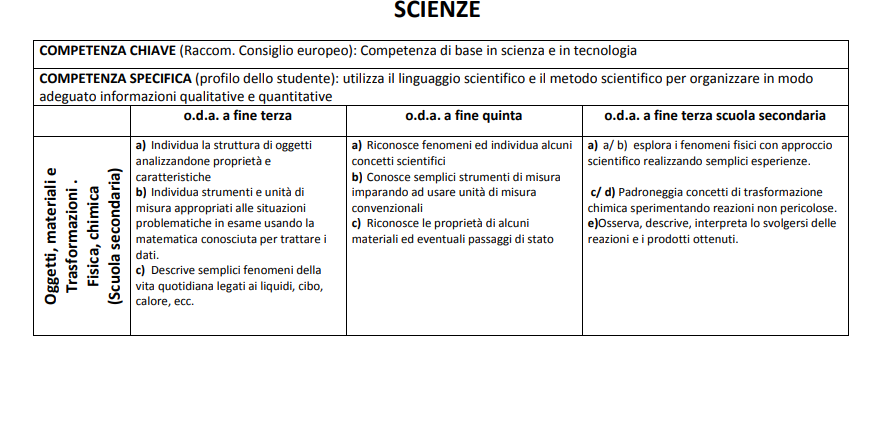 SCIENZE
COMPETENZA CHIAVE (Raccom. Consiglio europeo): Competenza di base in scienza e in tecnologia
COMPETENZA SPECIFICA (profilo dello studente): utilizza il linguaggio scientifico e il metodo scientifico per organizzare in modo
adeguato informazioni qualitative e quantitative
o.d.a. a fine terza
o.d.a. a fine quinta
o.d.a. a fine terza scuola secondaria
Oggetti, materiali e
Trasformazioni .
Fisica, chimica
(Scuola secondaria)
a) Individua la struttura di oggetti
analizzandone proprietà e
caratteristiche
b) Individua strumenti e unità di
misura appropriati alle situazioni
problematiche in esame usando la
matematica conosciuta per trattare i
dati.
c) Descrive semplici fenomeni della
vita quotidiana legati ai liquidi, cibo,
calore, ecc.
a) Riconosce fenomeni ed individua alcuni
concetti scientifici
b) Conosce semplici strumenti di misura
imparando ad usare unità di misura
convenzionali
c) Riconosce le proprietà di alcuni
materiali ed eventuali passaggi di stato
a) a/ b) esplora i fenomeni fisici con approccio
scientifico realizzando semplici esperienze.
c/ d) Padroneggia concetti di trasformazione
chimica sperimentando reazioni non pericolose.
e)Osserva, descrive, interpreta lo svolgersi delle
reazioni e i prodotti ottenuti.